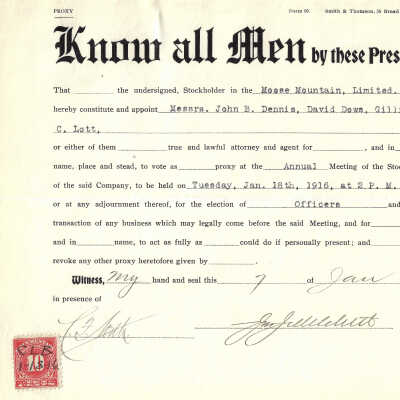 PROXY Form 60 Smith & Thomson, 56 Broad
Know all Men by these Pres
That the undersigned, Stockholder in the Moose Mountain, Limited.
hereby constitute and appoint Messrs. John B. Dennis, David Dows, Gill
C. Lott,
or either of them true and lawful attorney and agent for , and in
name, place and stead, to vote as proxy at the Annual Meeting of the Stoc
of the said Company, to be held on Tuesday, Jan. 18th, 1916, at 2 P. M.
or at any adjournment thereof, for the election of Officers and
transaction of any business which may legally come before the said Meeting, and for
and in name, to act as fully as could do if personally present; and
revoke any other proxy heretofore given by .
Witness, my hand and seal this 7 of Jan
in presence of
10